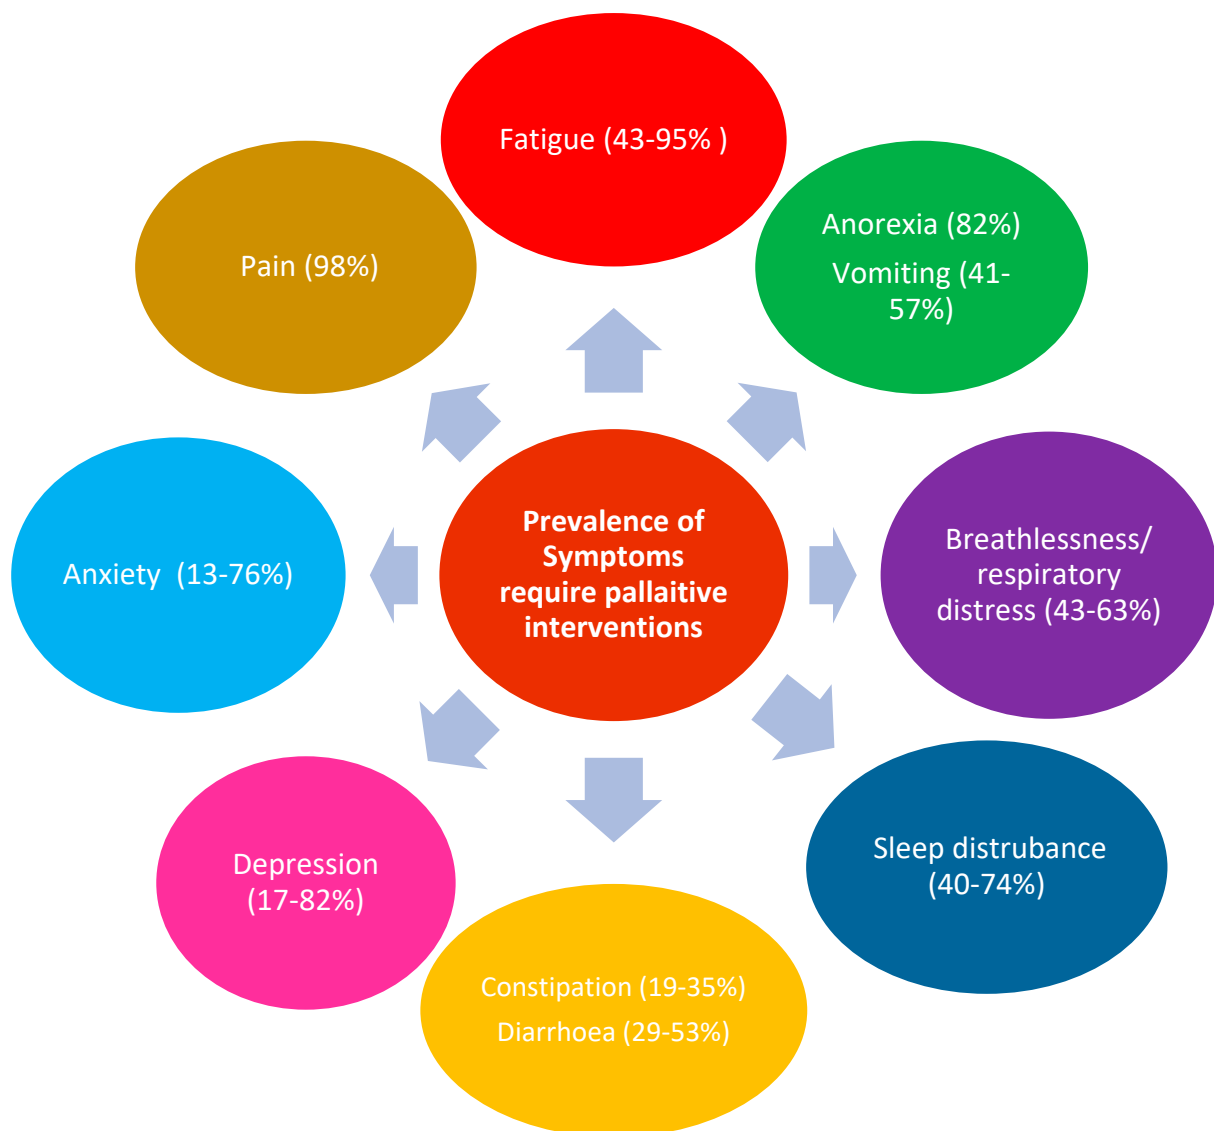 Fatigue (43-95% )
Anorexia (82%)
Vomiting (41-
57%)
Breathlessness/
respiratory
distress (43-63%)
Sleep distrubance
(40-74%)
Constipation (19-35%)
Diarrhoea (29-53%)
Depression
(17-82%)
Anxiety  (13-76%)
Pain (98%)
Prevalence of
Symptoms
require pallaitive
interventions